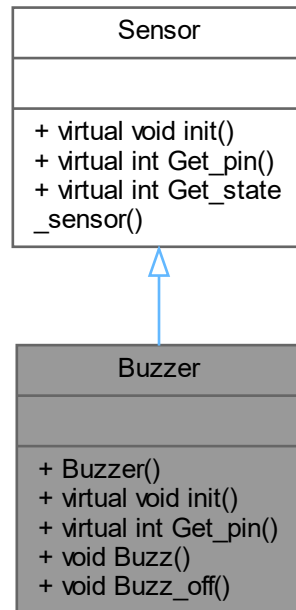 Sensor
+ virtual void init()
+ virtual int Get_pin()
+ virtual int Get_state
_sensor()
Buzzer
+ Buzzer()
+ virtual void init()
+ virtual int Get_pin()
+ void Buzz()
+ void Buzz_off()